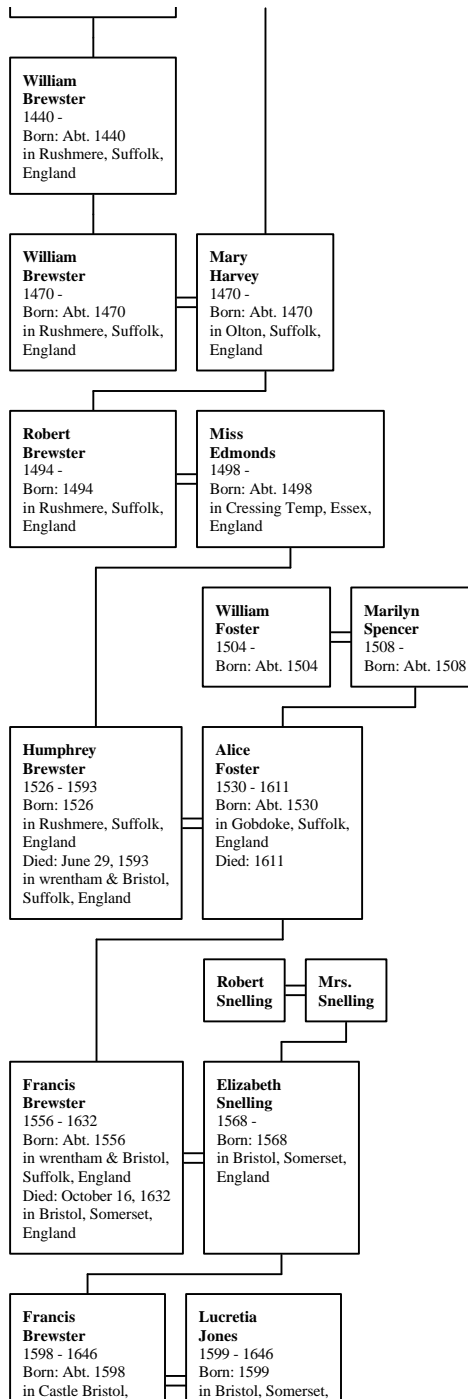 William
Brewster
1440 -
Born: Abt. 1440
in Rushmere, Suffolk,
England
William
Brewster
1470 -
Born: Abt. 1470
in Rushmere, Suffolk,
England
Mary
Harvey
1470 -
Born: Abt. 1470
in Olton, Suffolk,
England
Robert
Brewster
1494 -
Born: 1494
in Rushmere, Suffolk,
England
Miss
Edmonds
1498 -
Born: Abt. 1498
in Cressing Temp, Essex,
England
William
Foster
1504 -
Born: Abt. 1504
Marilyn
Spencer
1508 -
Born: Abt. 1508
Humphrey
Brewster
1526 - 1593
Born: 1526
in Rushmere, Suffolk,
England
Died: June 29, 1593
in wrentham & Bristol,
Suffolk, England
Alice
Foster
1530 - 1611
Born: Abt. 1530
in Gobdoke, Suffolk,
England
Died: 1611
Robert
Snelling
Mrs.
Snelling
Francis
Brewster
1556 - 1632
Born: Abt. 1556
in wrentham & Bristol,
Suffolk, England
Died: October 16, 1632
in Bristol, Somerset,
England
Elizabeth
Snelling
1568 -
Born: 1568
in Bristol, Somerset,
England
Francis
Brewster
1598 - 1646
Born: Abt. 1598
in Castle Bristol,
Lucretia
Jones
1599 - 1646
Born: 1599
in Bristol, Somerset,